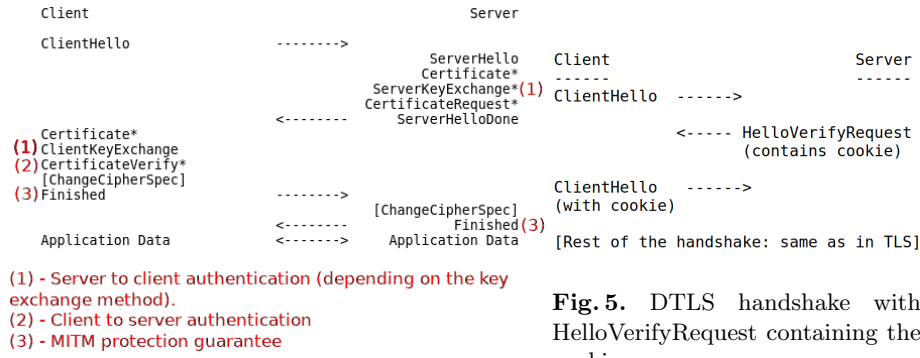 Client Server
ClientHello -------->
ServerHello
Certificate*
ServerKeyExchange* (1)
CertificateRequest*
<-------- ServerHelloDone
Certificate*
(1) ClientKeyExchange
(2) CertificateVerify*
[ChangeCipherSpec]
(3) Finished -------->
[ChangeCipherSpec]
<-------- Finished (3)
Application Data <-------> Application Data
(1) - Server to client authentication (depending on the key
exchange method).
(2) - Client to server authentication
(3) - MITM protection guarantee
Client Server
------ ------
ClientHello ------>
<----- HelloVerifyRequest
(contains cookie)
ClientHello ------>
(with cookie)
[Rest of the handshake: same as in TLS]
Fig. 5. DTLS handshake with
HelloVerifyRequest containing the